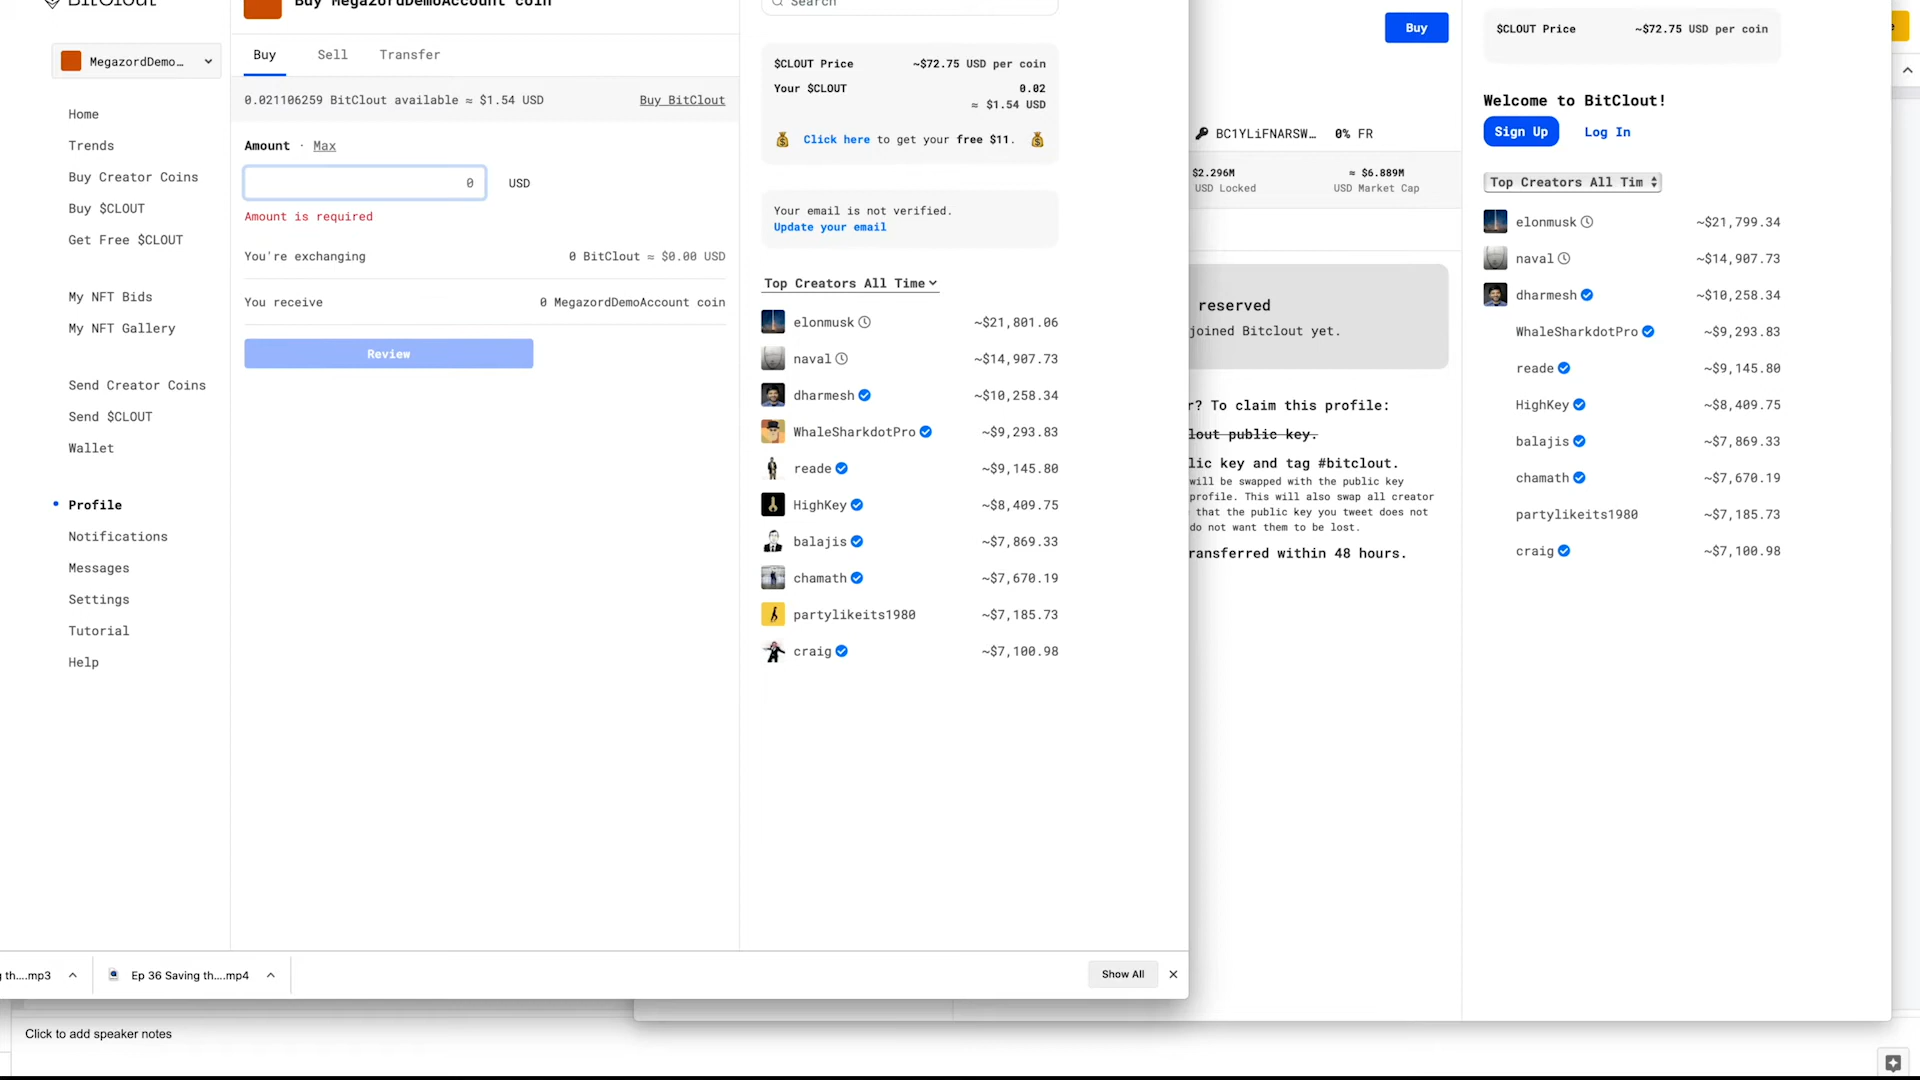 BitClout
MegazordDemo…
Home
Trends
Buy Creator Coins
Buy $CLOUT
Get Free $CLOUT
My NFT Bids
My NFT Gallery
Send Creator Coins
Send $CLOUT
Wallet
Profile
Notifications
Messages
Settings
Tutorial
Help
Buy MegazordDemoAccount coin
Buy Sell Transfer
0.021106259 BitClout available ≈ $1.54 USD Buy BitClout
Amount · Max
0 USD
Amount is required
You're exchanging 0 BitClout ≈ $0.00 USD
You receive 0 MegazordDemoAccount coin
Review
Search
$CLOUT Price ~$72.75 USD per coin
Your $CLOUT 0.02
≈ $1.54 USD
Click here to get your free $11.
Your email is not verified.
Update your email
Top Creators All Time
elonmusk ~$21,801.06
naval ~$14,907.73
dharmesh ~$10,258.34
WhaleSharkdotPro ~$9,293.83
reade ~$9,145.80
HighKey ~$8,409.75
balajis ~$7,869.33
chamath ~$7,670.19
partylikeits1980 ~$7,185.73
craig ~$7,100.98
Buy
BC1YLiFNARSW… 0% FR
$2.296M ≈ $6.889M
USD Locked USD Market Cap
reserved
joined Bitclout yet.
r? To claim this profile:
lout public key.
lic key and tag #bitclout.
will be swapped with the public key
profile. This will also swap all creator
that the public key you tweet does not
do not want them to be lost.
ransferred within 48 hours.
$CLOUT Price ~$72.75 USD per coin
Welcome to BitClout!
Sign Up Log In
Top Creators All Tim
elonmusk ~$21,799.34
naval ~$14,907.73
dharmesh ~$10,258.34
WhaleSharkdotPro ~$9,293.83
reade ~$9,145.80
HighKey ~$8,409.75
balajis ~$7,869.33
chamath ~$7,670.19
partylikeits1980 ~$7,185.73
craig ~$7,100.98
g th....mp3 Ep 36 Saving th....mp4 Show All
Click to add speaker notes